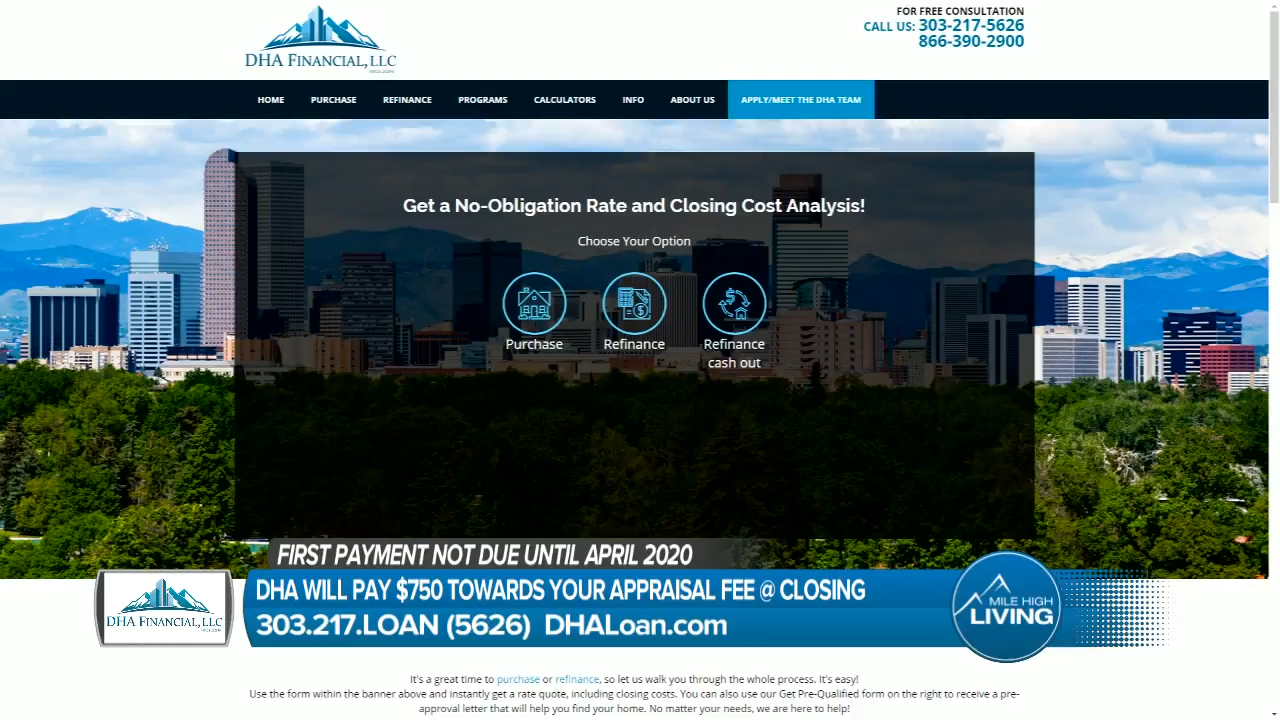 DHA FINANCIAL, LLC
FOR FREE CONSULTATION
CALL US: 303-217-5626
866-390-2900
HOME PURCHASE REFINANCE PROGRAMS CALCULATORS INFO ABOUT US APPLY/MEET THE DHA TEAM
Get a No-Obligation Rate and Closing Cost Analysis!
Choose Your Option
Purchase Refinance Refinance
cash out
FIRST PAYMENT NOT DUE UNTIL APRIL 2020
DHA WILL PAY $750 TOWARDS YOUR APPRAISAL FEE @ CLOSING
303.217.LOAN (5626) DHALoan.com
DHA FINANCIAL, LLC
MILE HIGH
LIVING
It's a great time to purchase or refinance, so let us walk you through the whole process. It's easy!
Use the form within the banner above and instantly get a rate quote, including closing costs. You can also use our Get Pre-Qualified form on the right to receive a pre-
approval letter that will help you find your home. No matter your needs, we are here to help!